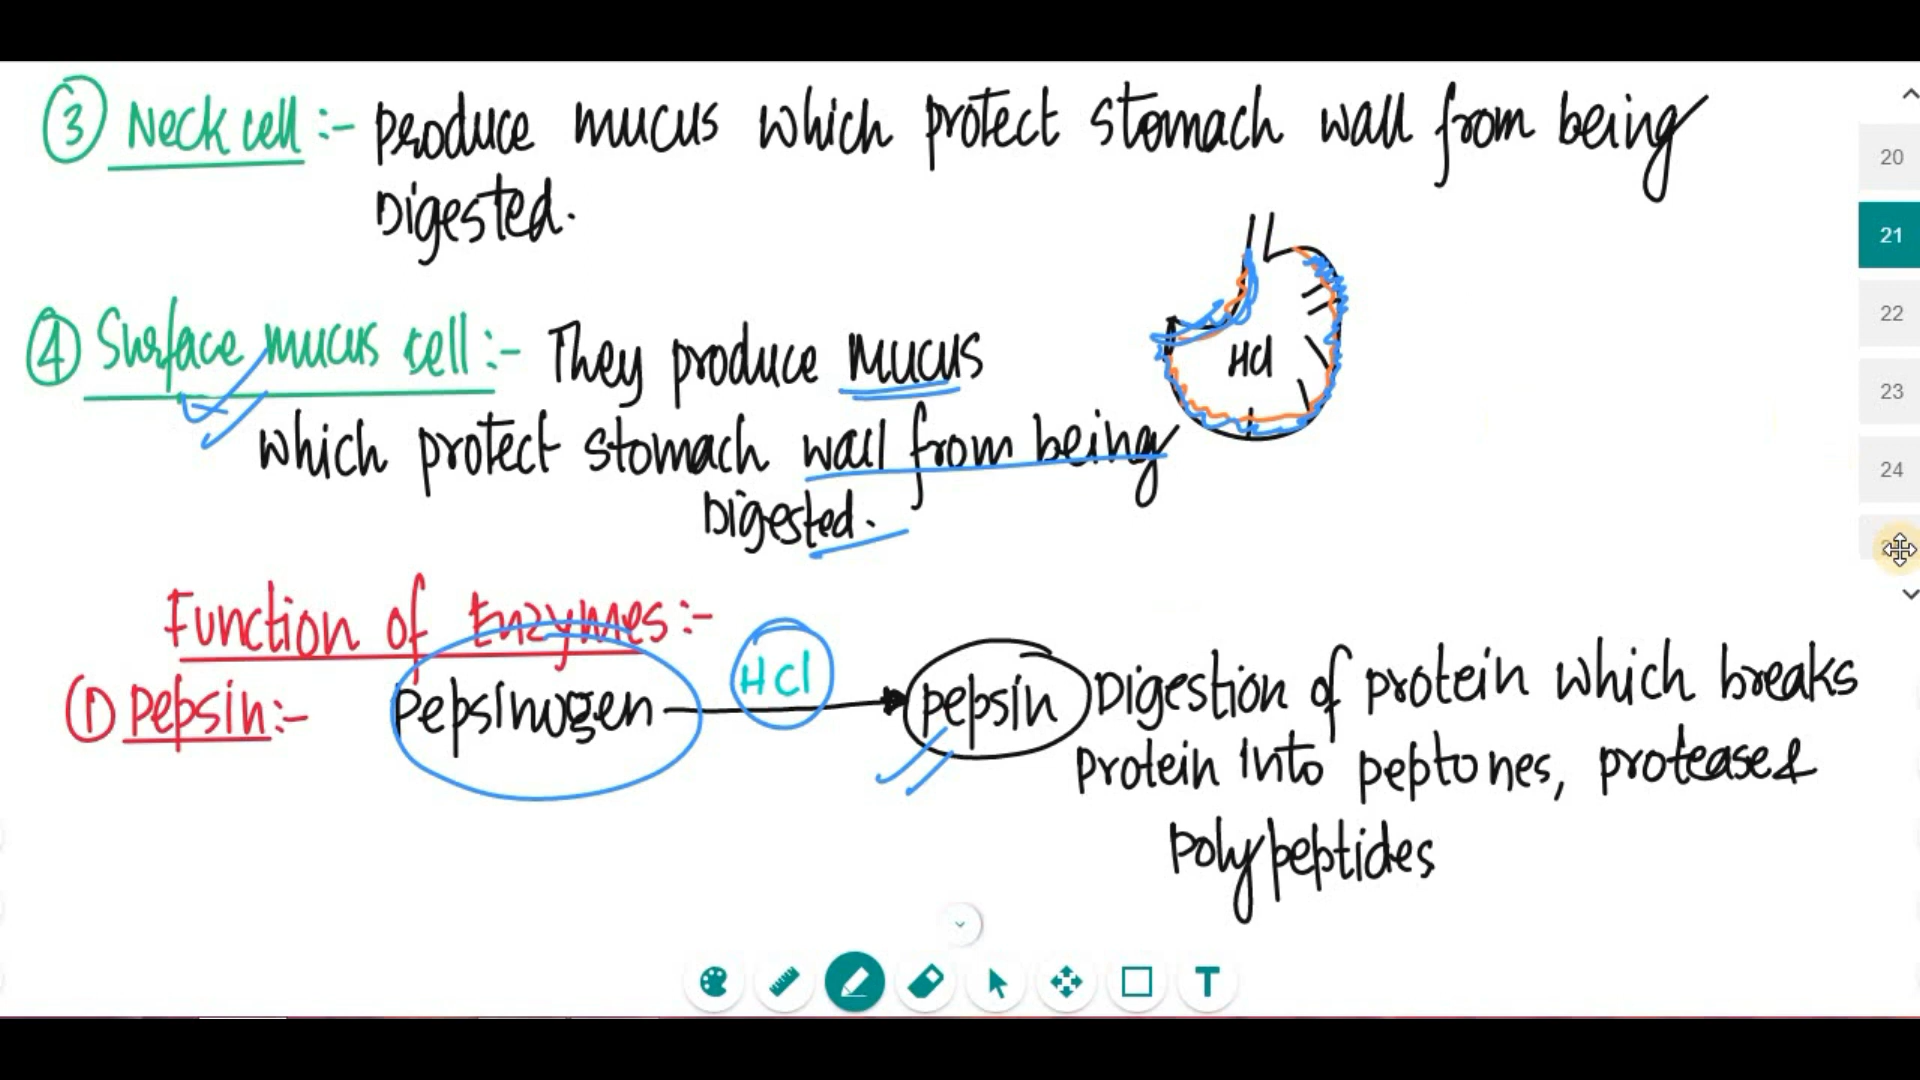 ③ Neck cell :- Produce mucus which protect stomach wall from being
Digested.
④ Surface mucus cell :- They produce mucus
which protect stomach wall from being
Digested.
HCl
Function of Enzymes :-
① Pepsin :- Pepsinogen HCl pepsin Digestion of protein which breaks
protein into peptones, protease &
polypeptides
20
21
22
23
24
T